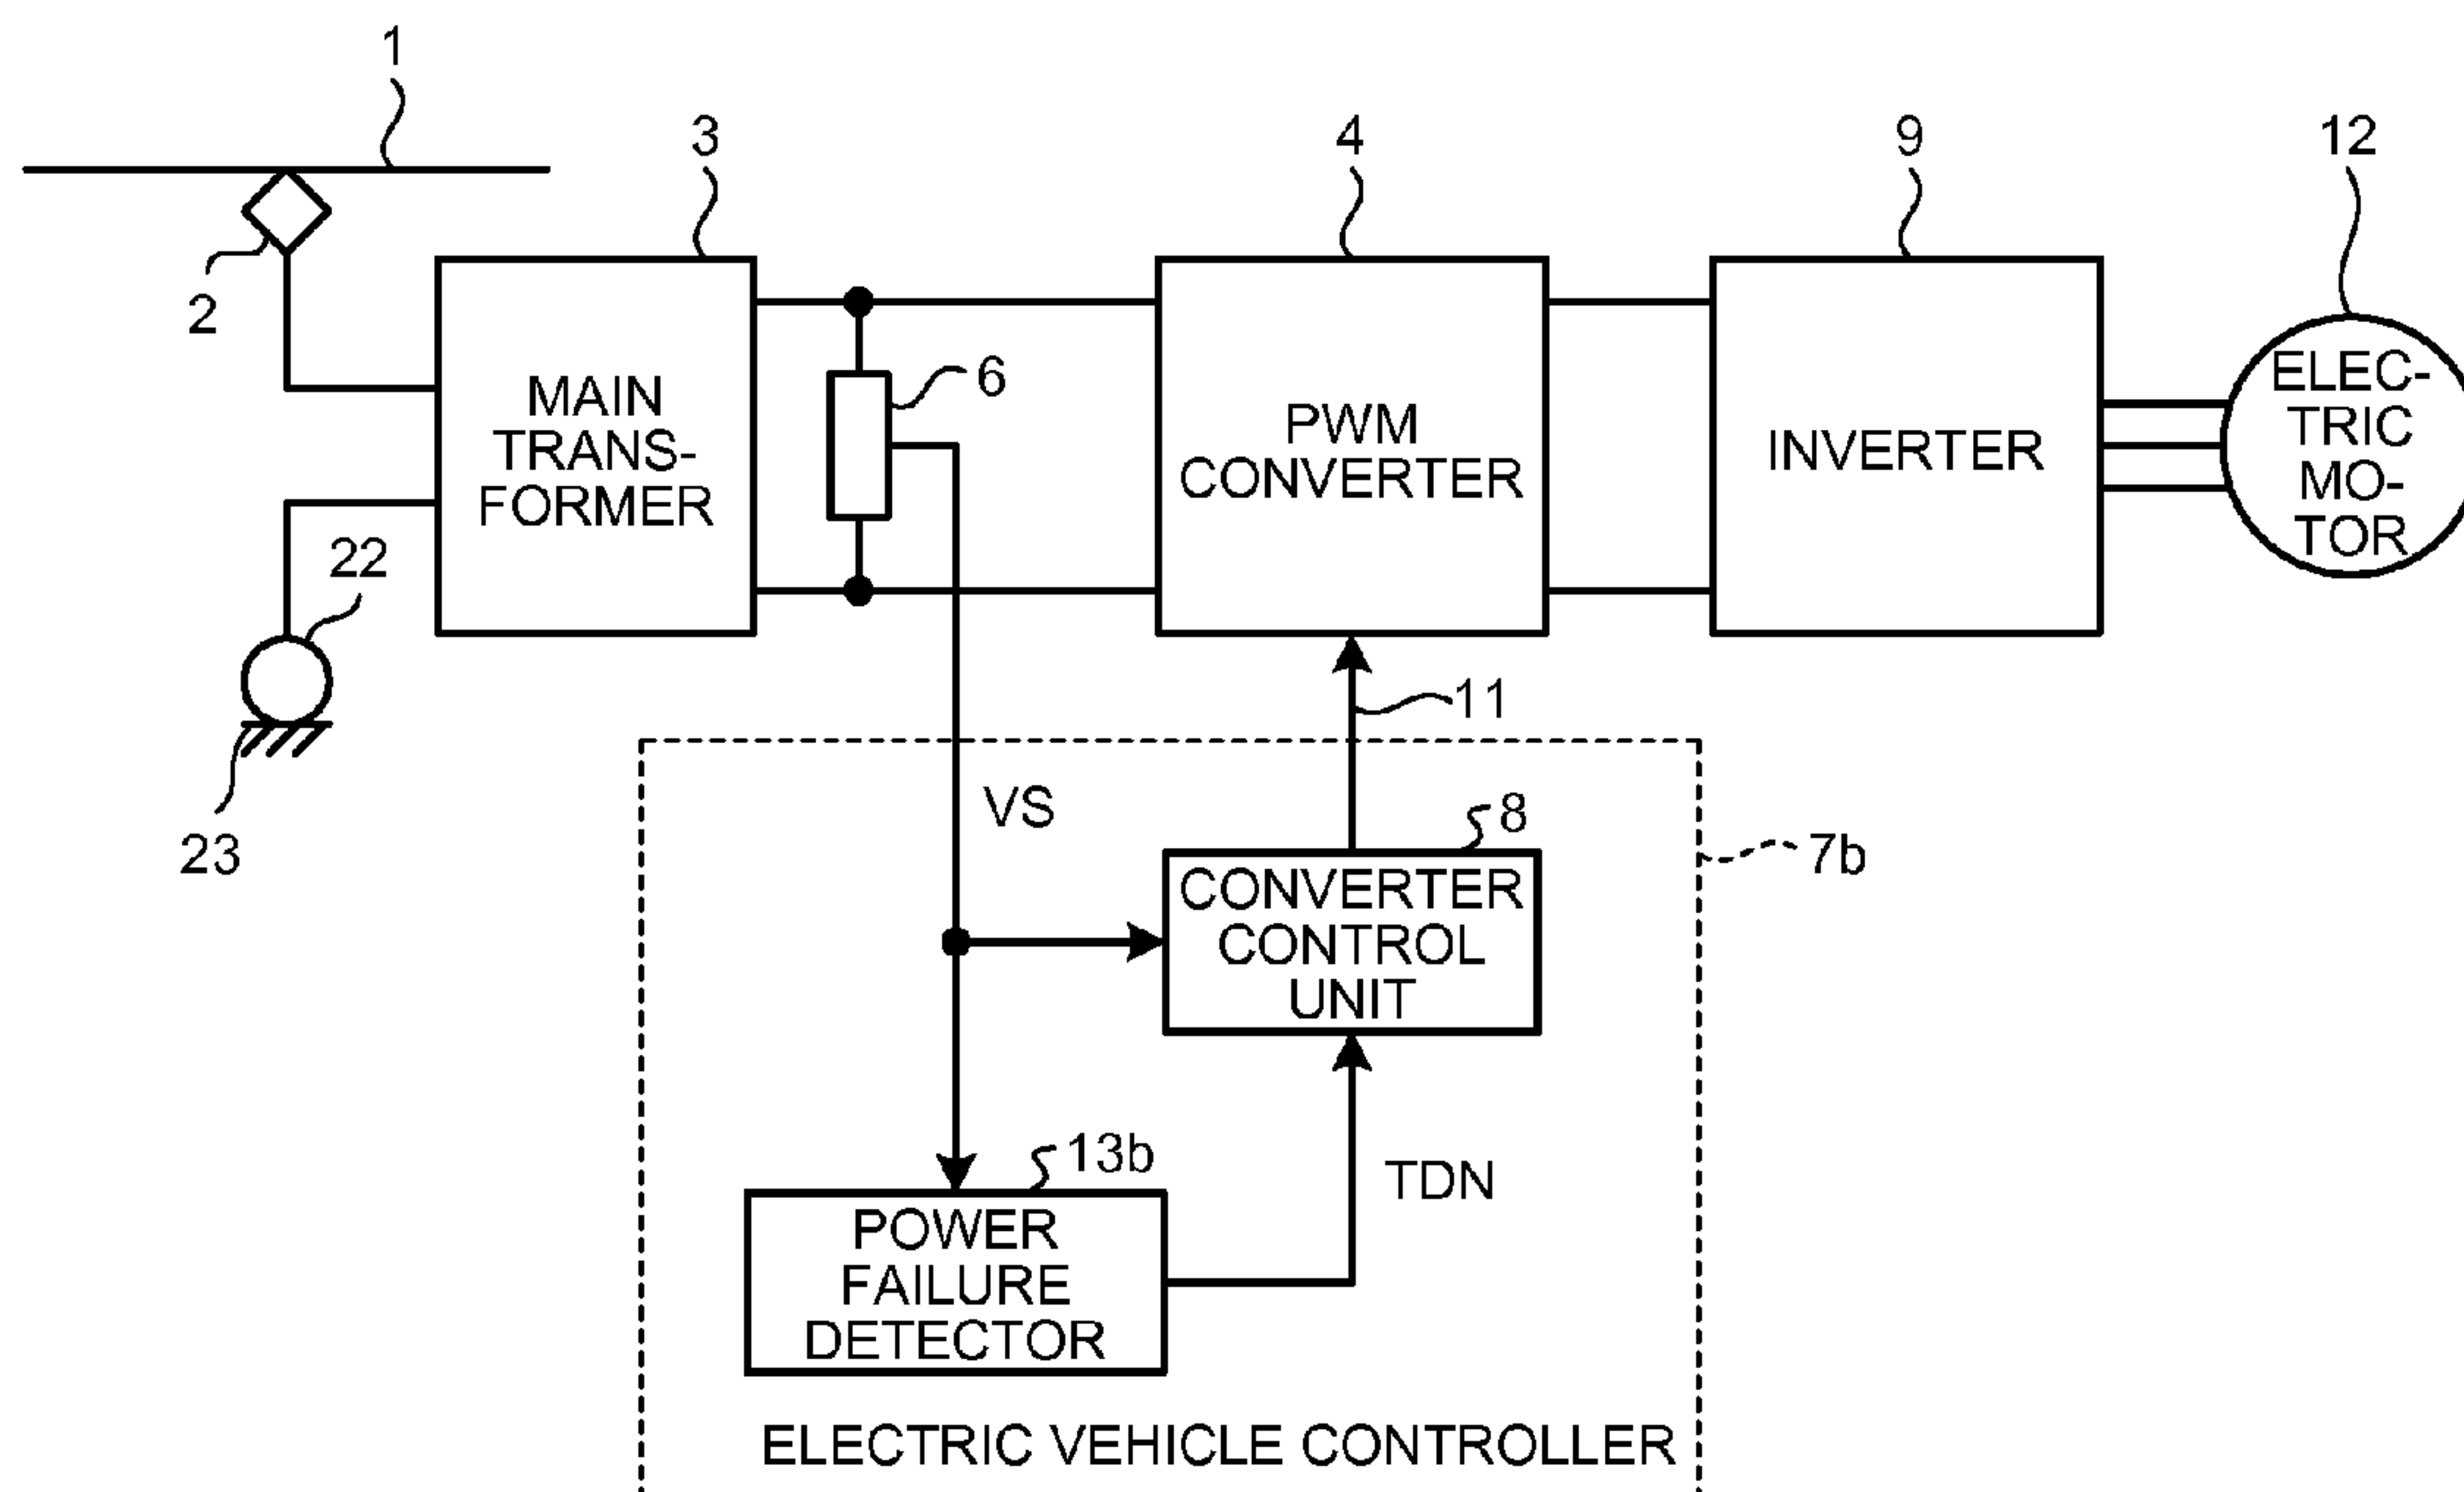 1
3
4
9
12
2
6
MAIN
TRANS-
FORMER
PWM
CONVERTER
INVERTER
ELEC-
TRIC
MO-
TOR
22
11
23
VS
8
7b
CONVERTER
CONTROL
UNIT
13b
TDN
POWER
FAILURE
DETECTOR
ELECTRIC VEHICLE CONTROLLER